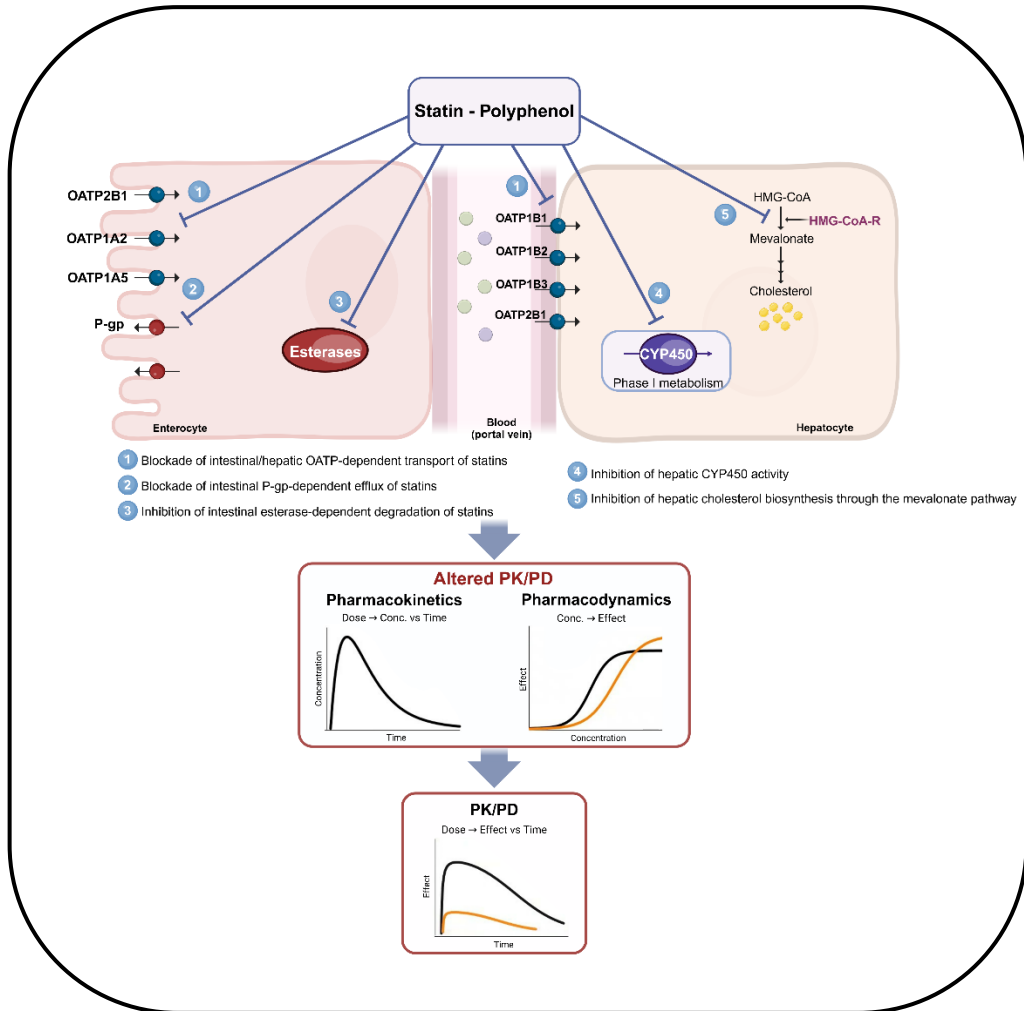 Statin - Polyphenol
OATP2B1
1
OATP1A2
OATP1A5
2
P-gp
3
Esterases
Enterocyte
1
OATP1B1
OATP1B2
OATP1B3
OATP2B1
Blood
(portal vein)
HMG-CoA
5
HMG-CoA-R
Mevalonate
Cholesterol
4
CYP450
Phase I metabolism
Hepatocyte
1 Blockade of intestinal/hepatic OATP-dependent transport of statins
2 Blockade of intestinal P-gp-dependent efflux of statins
3 Inhibition of intestinal esterase-dependent degradation of statins
4 Inhibition of hepatic CYP450 activity
5 Inhibition of hepatic cholesterol biosynthesis through the mevalonate pathway
Altered PK/PD
Pharmacokinetics
Dose → Conc. vs Time
Concentration
Time
Pharmacodynamics
Conc. → Effect
Effect
Concentration
PK/PD
Dose → Effect vs Time
Effect
Time